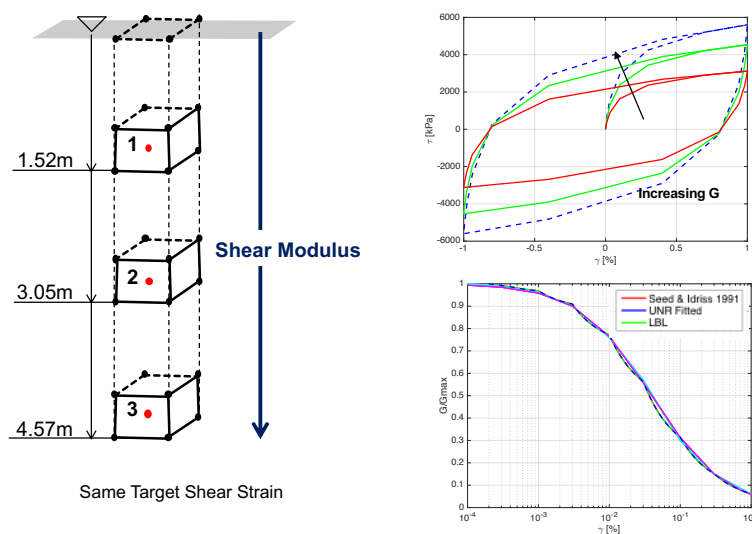 1
1.52m
2
3.05m
3
4.57m
Shear Modulus
Same Target Shear Strain
6000
4000
2000
0
-2000
-4000
-6000
τ [kPa]
-1
-0.5
0
0.5
1
γ [%]
Increasing G
1
0.9
0.8
0.7
0.6
0.5
0.4
0.3
0.2
0.1
0
G/Gmax
Seed & Idriss 1991
UNR Fitted
LBL
10⁻⁴
10⁻³
10⁻²
10⁻¹
10⁰
γ [%]